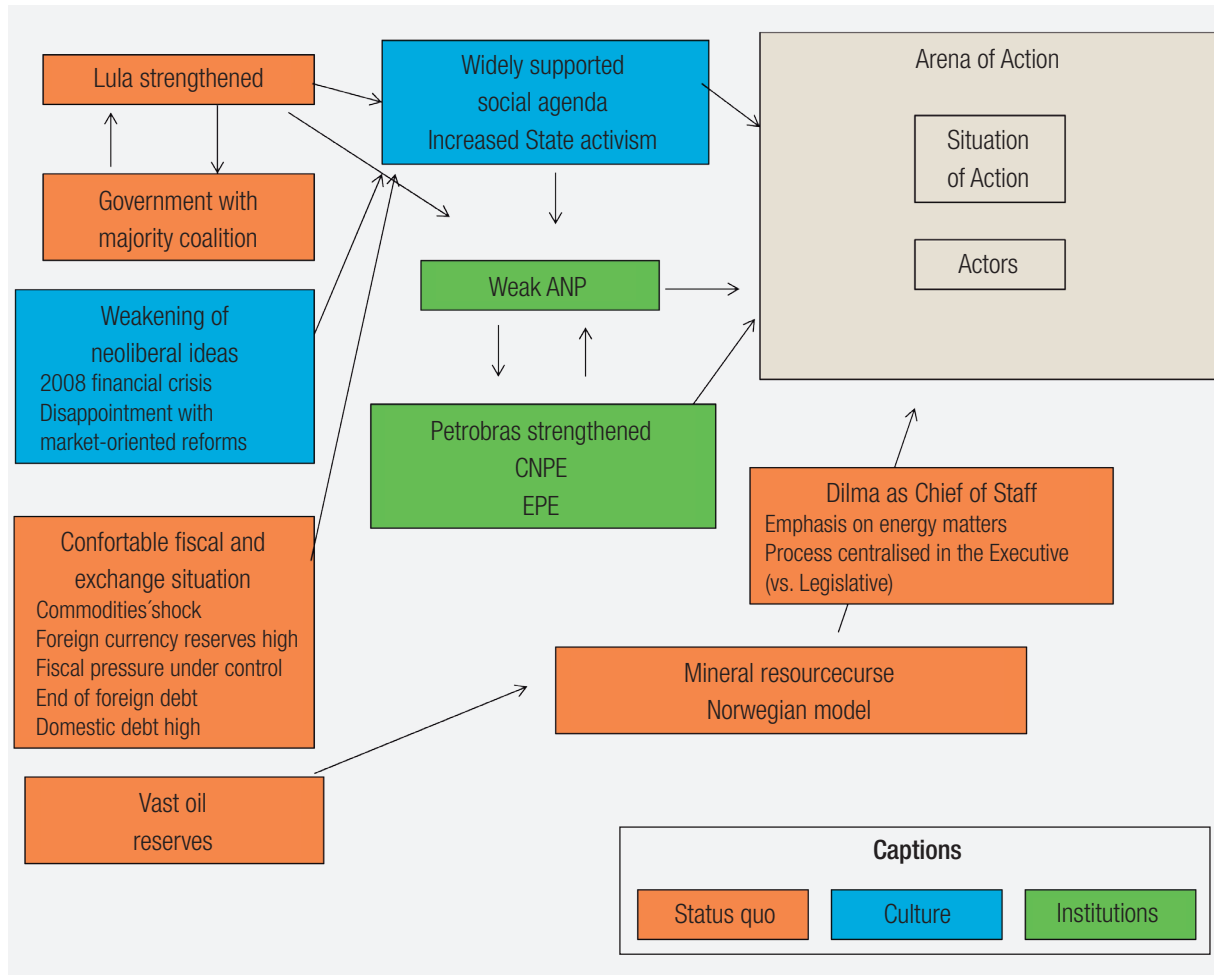 Lula strengthened
Government with
majority coalition
Weakening of
neoliberal ideas
2008 financial crisis
Disappointment with
market-oriented reforms
Confortable fiscal and
exchange situation
Commodities´shock
Foreign currency reserves high
Fiscal pressure under control
End of foreign debt
Domestic debt high
Vast oil
reserves
Widely supported
social agenda
Increased State activism
Weak ANP
Petrobras strengthened
CNPE
EPE
Arena of Action
Situation
of Action
Actors
Dilma as Chief of Staff
Emphasis on energy matters
Process centralised in the Executive
(vs. Legislative)
Mineral resourcecurse
Norwegian model
Captions
Status quo
Culture
Institutions